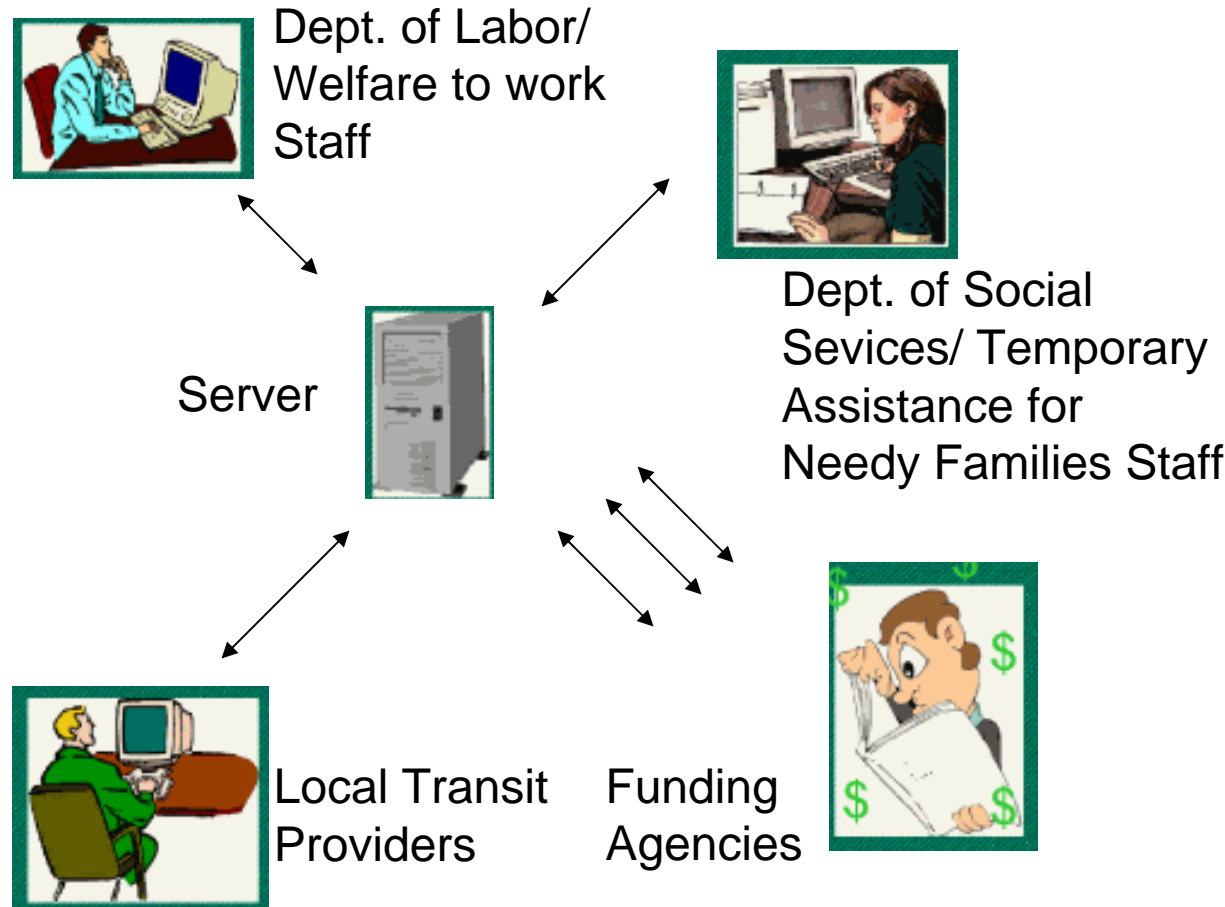 Dept. of Labor/
Welfare to work
Staff
Dept. of Social
Sevices/ Temporary
Assistance for
Needy Families Staff
Server
Local Transit
Providers
Funding
Agencies
$
$
$
$
$